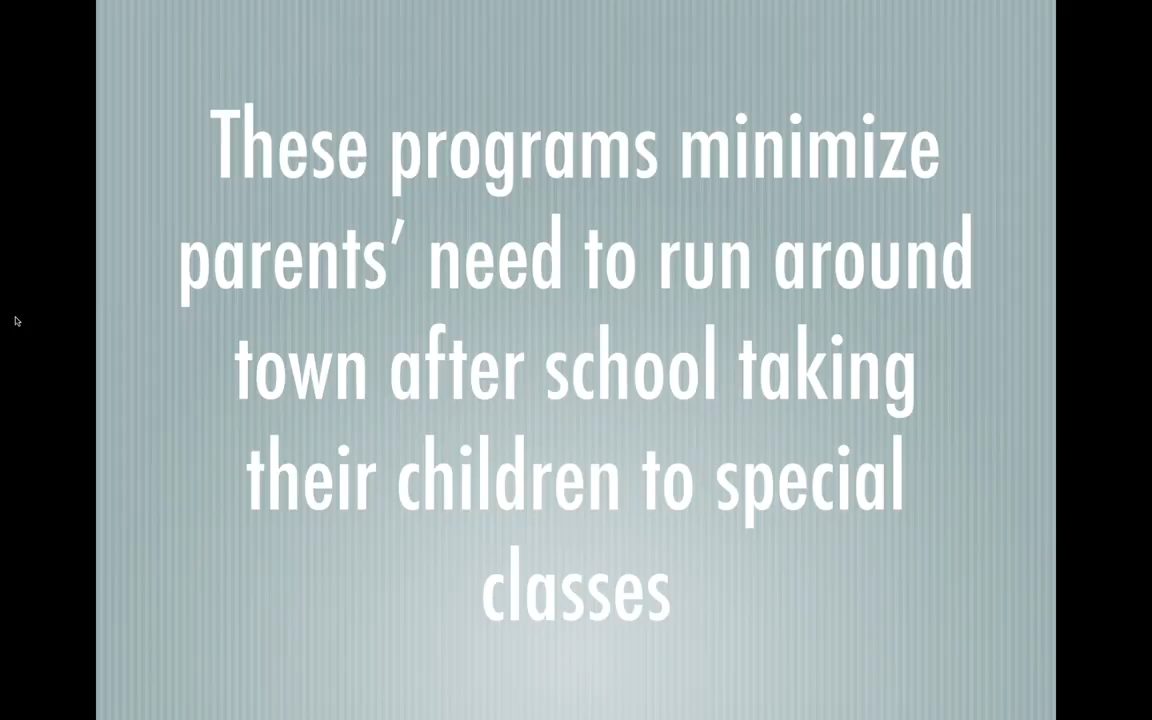 These programs minimize
parents’ need to run around
town after school taking
their children to special
classes